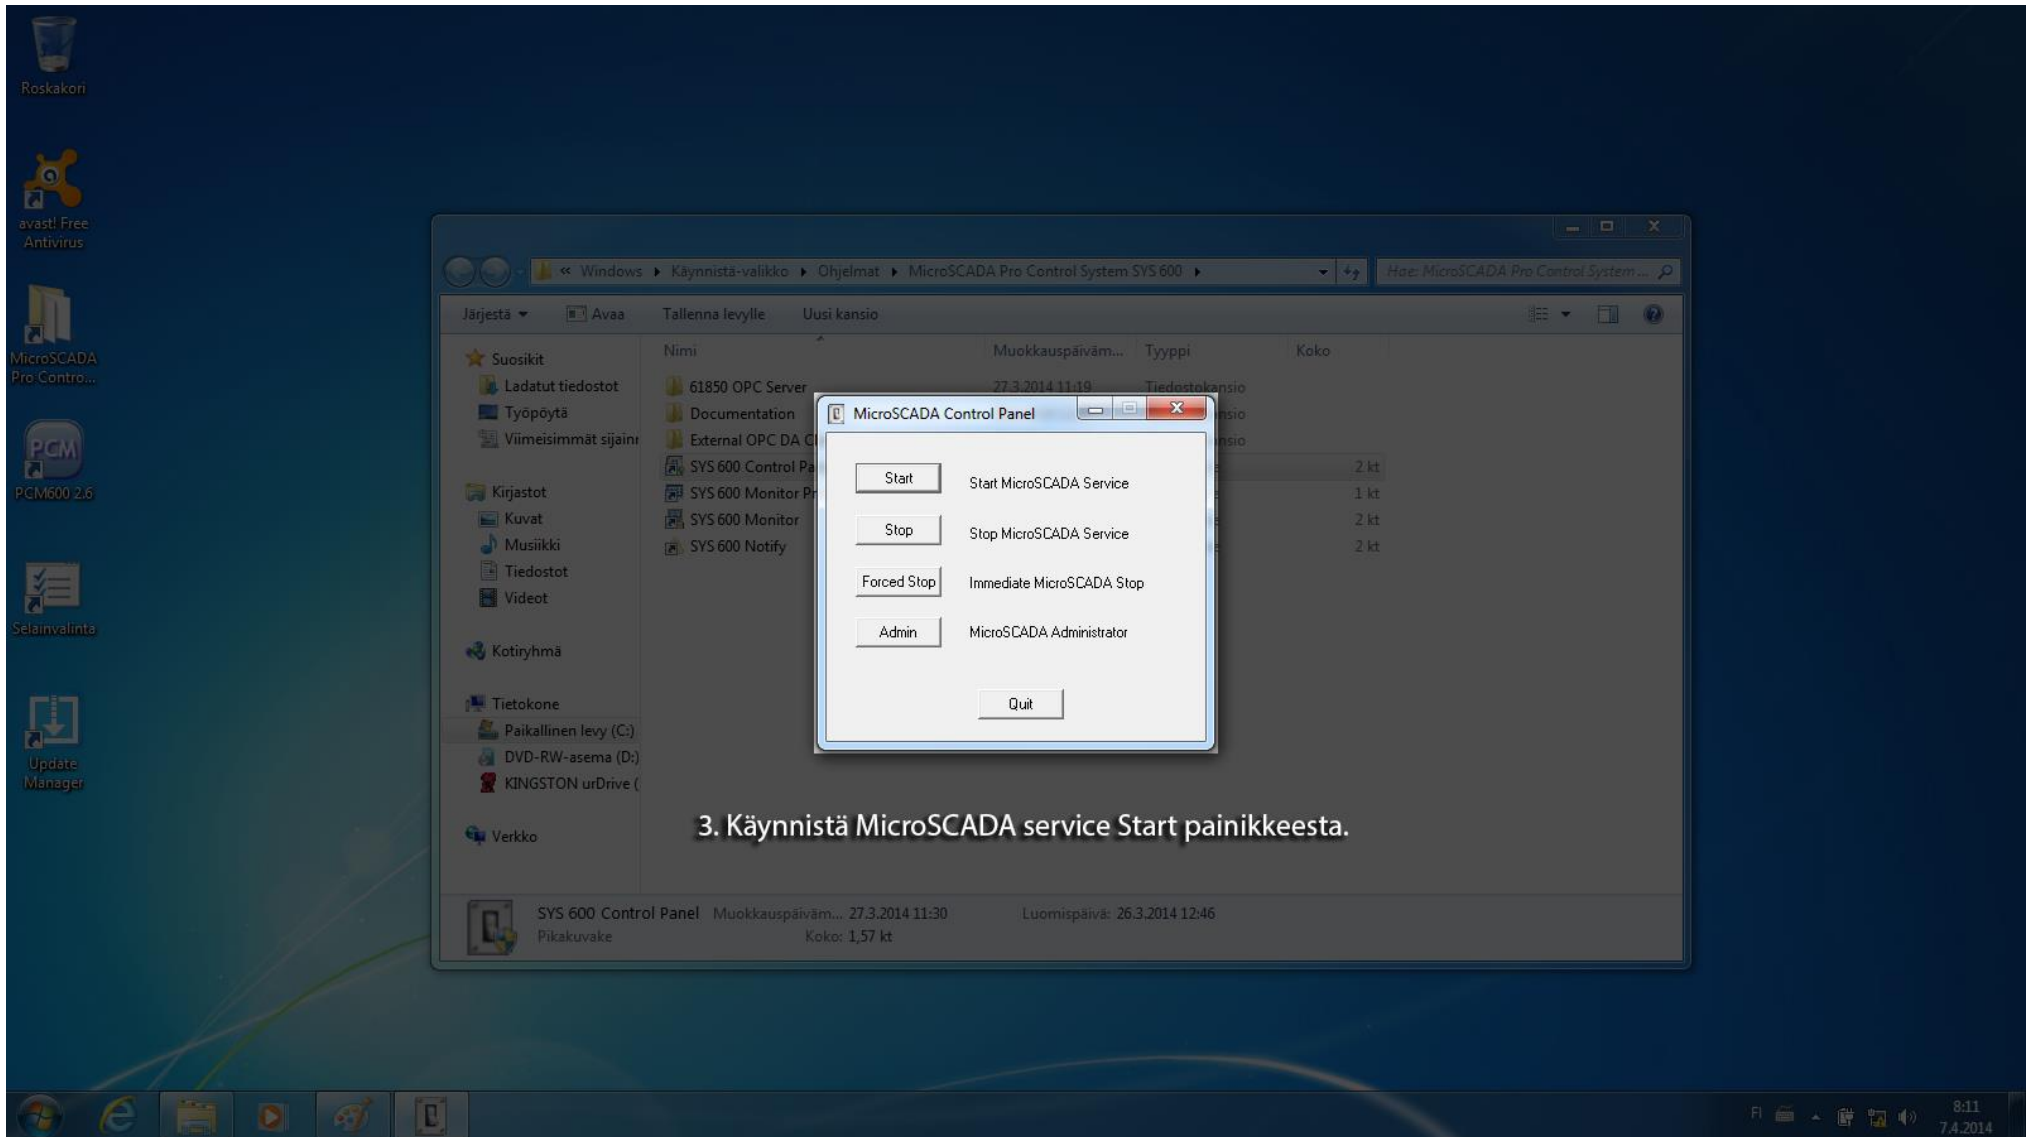 Roskakori
avast! Free
Antivirus
MicroSCADA
Pro Contro...
PCM
PCM600 2.6
Selainvalinta
Update
Manager
« Windows ▸ Käynnistä-valikko ▸ Ohjelmat ▸ MicroSCADA Pro Control System SYS 600 ▸
Hae: MicroSCADA Pro Control System ...
Järjestä Avaa Tallenna levylle Uusi kansio
Suosikit
Ladatut tiedostot
Työpöytä
Viimeisimmät sijainn
Kirjastot
Kuvat
Musiikki
Tiedostot
Videot
Kotiryhmä
Tietokone
Paikallinen levy (C:)
DVD-RW-asema (D:)
KINGSTON urDrive (
Verkko
Nimi Muokkauspäiväm... Tyyppi Koko
61850 OPC Server 27.3.2014 11:19 Tiedostokansio
Documentation nsio
External OPC DA Cl nsio
SYS 600 Control Pa 2 kt
SYS 600 Monitor Pr 1 kt
SYS 600 Monitor 2 kt
SYS 600 Notify 2 kt
MicroSCADA Control Panel
Start Start MicroSCADA Service
Stop Stop MicroSCADA Service
Forced Stop Immediate MicroSCADA Stop
Admin MicroSCADA Administrator
Quit
3. Käynnistä MicroSCADA service Start painikkeesta.
SYS 600 Control Panel Muokkauspäiväm... 27.3.2014 11:30 Luomispäivä: 26.3.2014 12:46
Pikakuvake Koko: 1,57 kt
FI 8:11
7.4.2014